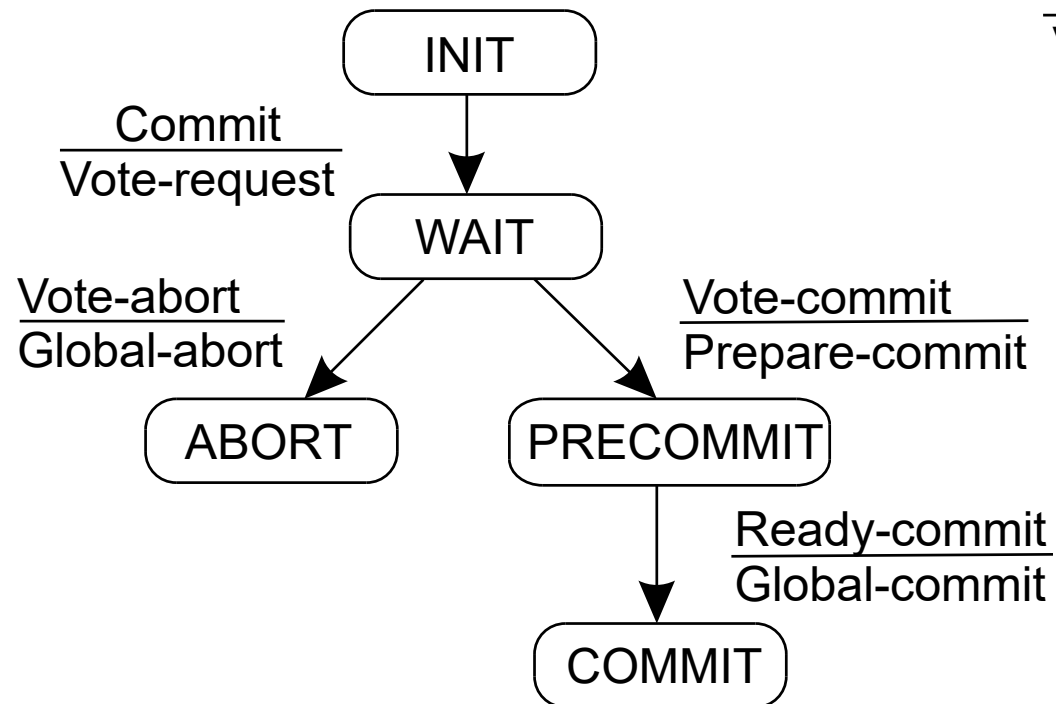 INIT
Commit
Vote-request
WAIT
Vote-abort
Global-abort
Vote-commit
Prepare-commit
ABORT
PRECOMMIT
Ready-commit
Global-commit
COMMIT